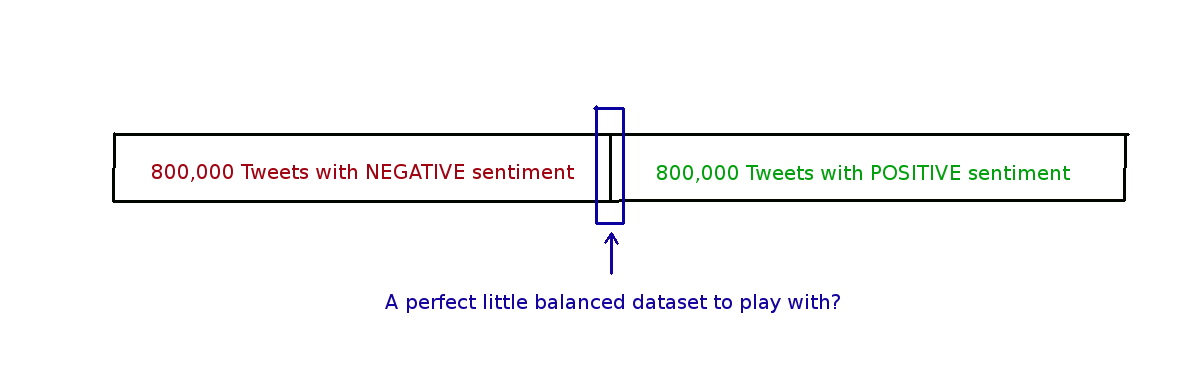 800,000 Tweets with NEGATIVE sentiment
800,000 Tweets with POSITIVE sentiment
A perfect little balanced dataset to play with?